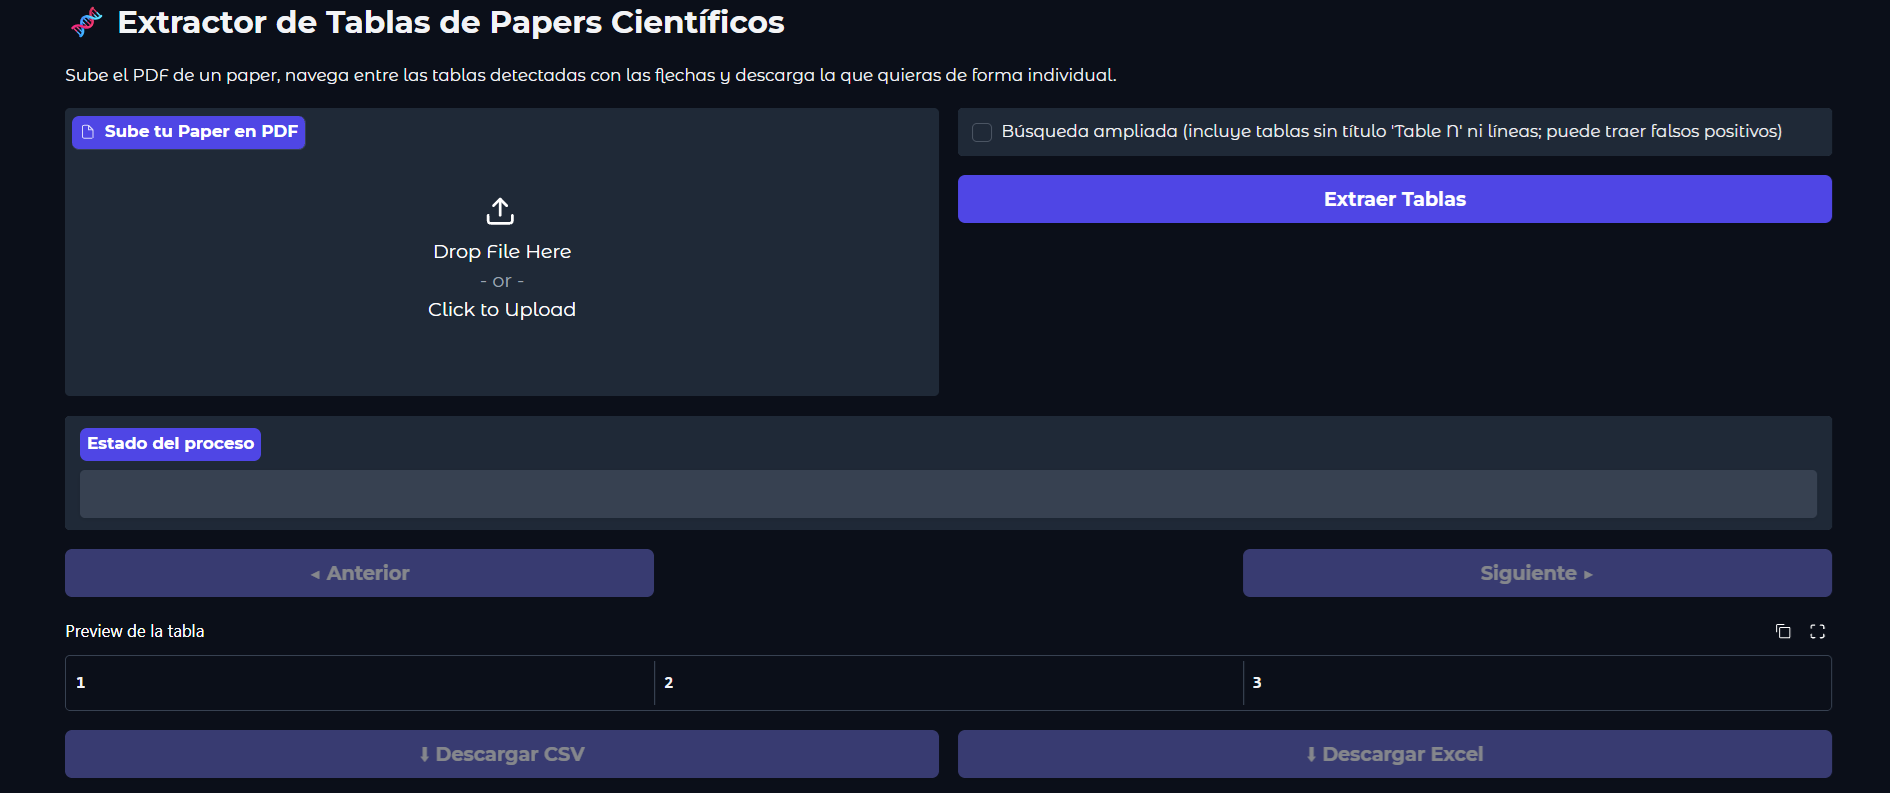 Extractor de Tablas de Papers Científicos
Sube el PDF de un paper, navega entre las tablas detectadas con las flechas y descarga la que quieras de forma individual.
Sube tu Paper en PDF
Drop File Here
- or -
Click to Upload
Búsqueda ampliada (incluye tablas sin título 'Table N' ni líneas; puede traer falsos positivos)
Extraer Tablas
Estado del proceso
◂ Anterior
Siguiente ▸
Preview de la tabla
1 2 3
⬇ Descargar CSV
⬇ Descargar Excel